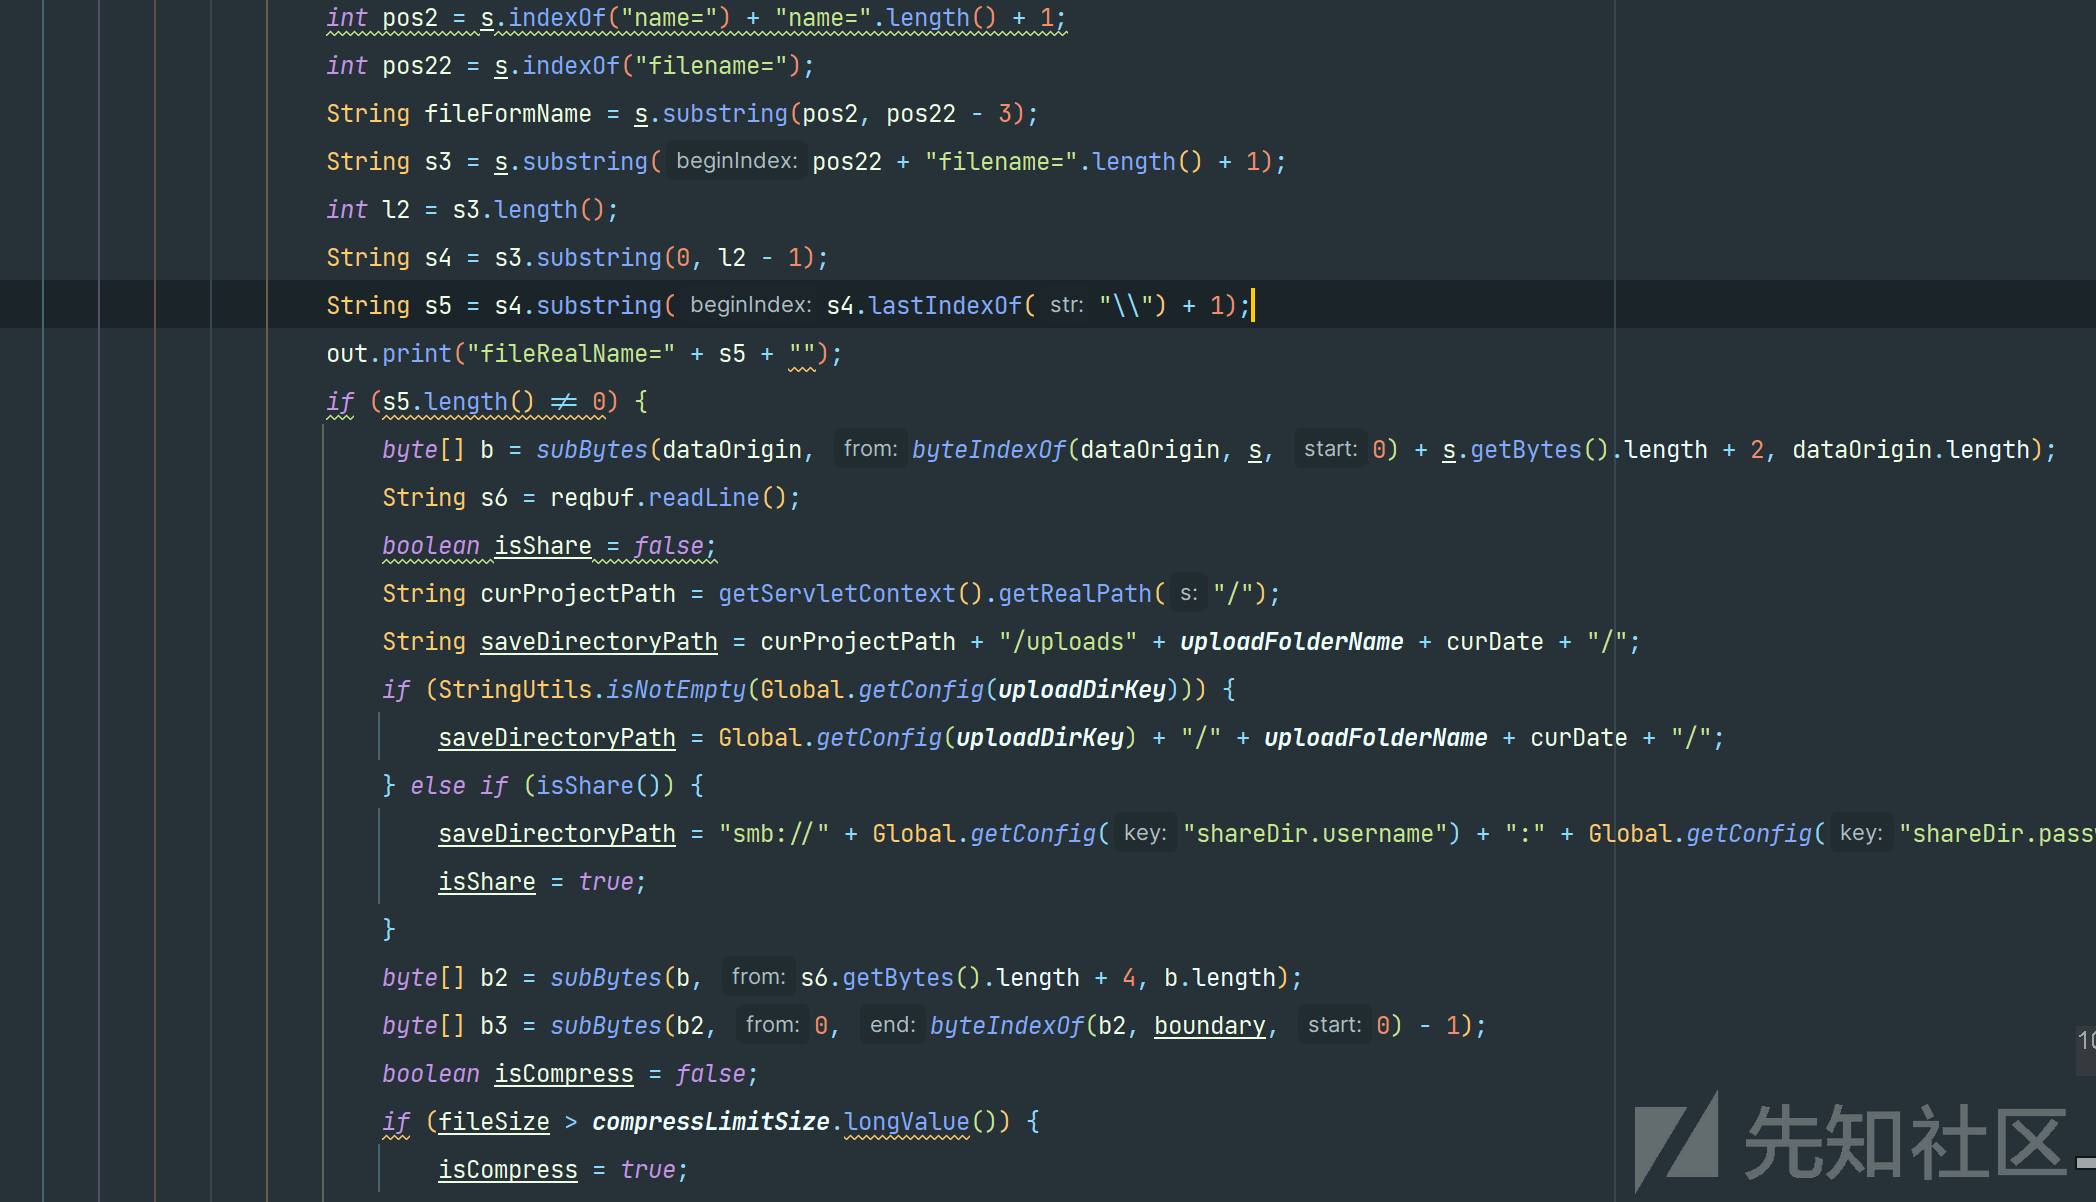 int pos2 = s.indexOf("name=") + "name=".length() + 1;
int pos22 = s.indexOf("filename=");
String fileFormName = s.substring(pos2, pos22 - 3);
String s3 = s.substring( beginIndex: pos22 + "filename=".length() + 1);
int l2 = s3.length();
String s4 = s3.substring(0, l2 - 1);
String s5 = s4.substring( beginIndex: s4.lastIndexOf( str: "\\") + 1);
out.print("fileRealName=" + s5 + "");
if (s5.length() ≠ 0) {
byte[] b = subBytes(dataOrigin, from: byteIndexOf(dataOrigin, s, start: 0) + s.getBytes().length + 2, dataOrigin.length);
String s6 = reqbuf.readLine();
boolean isShare = false;
String curProjectPath = getServletContext().getRealPath( s: "/");
String saveDirectoryPath = curProjectPath + "/uploads" + uploadFolderName + curDate + "/";
if (StringUtils.isNotEmpty(Global.getConfig(uploadDirKey))) {
saveDirectoryPath = Global.getConfig(uploadDirKey) + "/" + uploadFolderName + curDate + "/";
} else if (isShare()) {
saveDirectoryPath = "smb://" + Global.getConfig( key: "shareDir.username") + ":" + Global.getConfig( key: "shareDir.pass
isShare = true;
}
byte[] b2 = subBytes(b, from: s6.getBytes().length + 4, b.length);
byte[] b3 = subBytes(b2, from: 0, end: byteIndexOf(b2, boundary, start: 0) - 1);
boolean isCompress = false;
if (fileSize > compressLimitSize.longValue()) {
isCompress = true;
先知社区